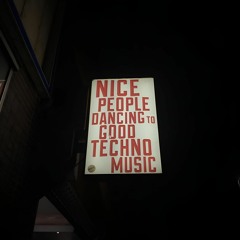 NICE
PEOPLE
DANCING TO
GOOD
TECHNO
MUSIC